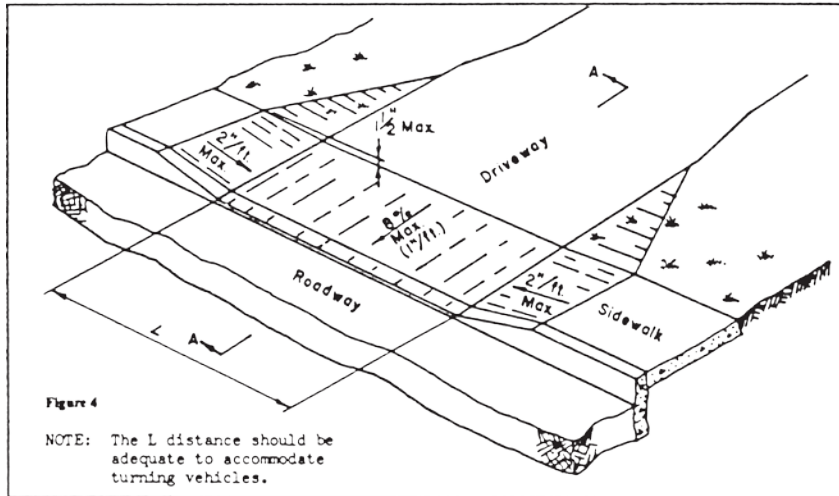 A
1 1/2" Max.
2"/ft.
Max.
Driveway
8%
Max
(1"/ft.)
2"/ft.
Max
Roadway
Sidewalk
L
A
Figure 4
NOTE: The L distance should be
adequate to accommodate
turning vehicles.